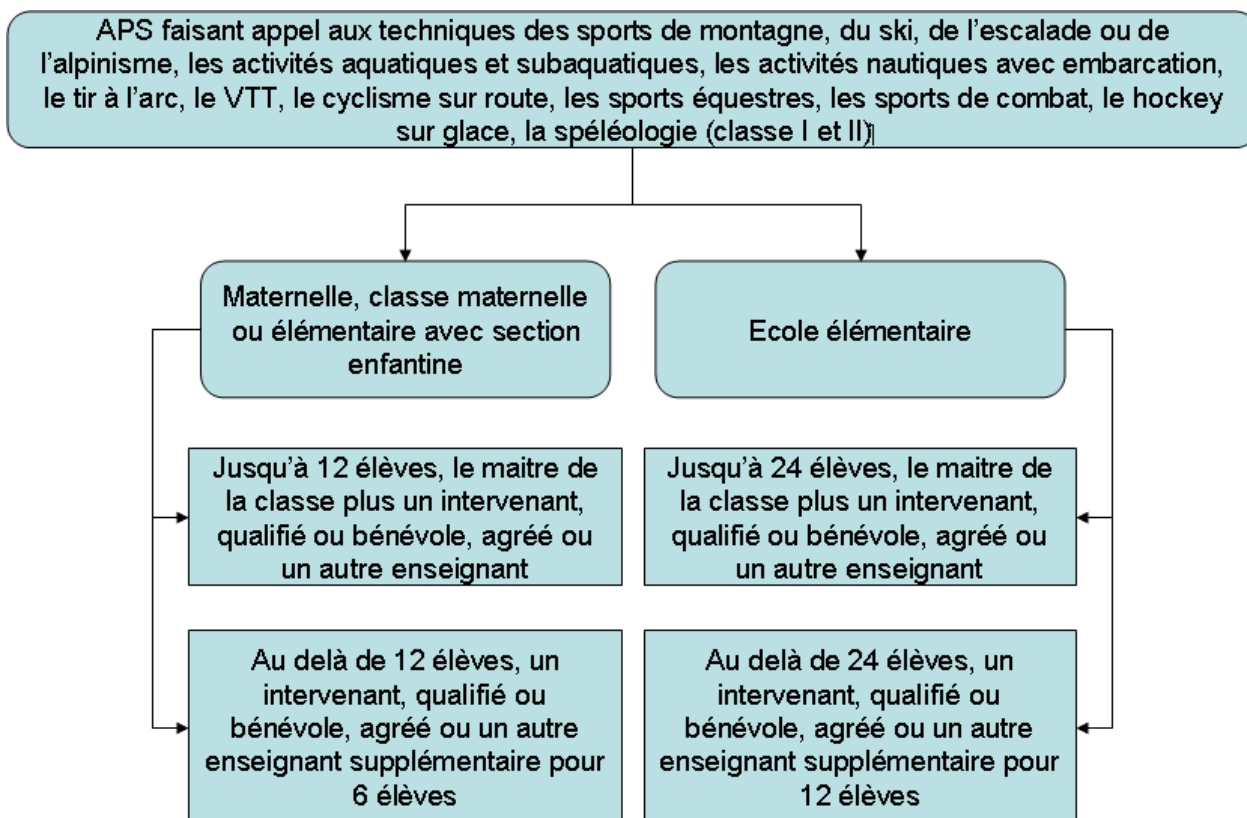 APS faisant appel aux techniques des sports de montagne, du ski, de l’escalade ou de
l’alpinisme, les activités aquatiques et subaquatiques, les activités nautiques avec embarcation,
le tir à l’arc, le VTT, le cyclisme sur route, les sports équestres, les sports de combat, le hockey
sur glace, la spéléologie (classe I et II)
Maternelle, classe maternelle
ou élémentaire avec section
enfantine
Ecole élémentaire
Jusqu’à 12 élèves, le maitre de
la classe plus un intervenant,
qualifié ou bénévole, agréé ou
un autre enseignant
Jusqu’à 24 élèves, le maitre de
la classe plus un intervenant,
qualifié ou bénévole, agréé ou
un autre enseignant
Au delà de 12 élèves, un
intervenant, qualifié ou
bénévole, agréé ou un autre
enseignant supplémentaire pour
6 élèves
Au delà de 24 élèves, un
intervenant, qualifié ou
bénévole, agréé ou un autre
enseignant supplémentaire pour
12 élèves